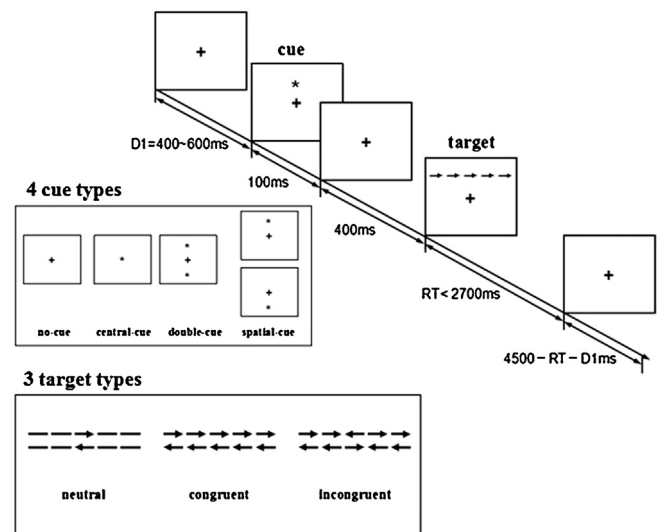 cue
D1=400~600ms
100ms
target
400ms
4 cue types
RT<2700ms
no-cue central-cue double-cue spatial-cue
4500-RT-D1ms
3 target types
neutral congruent incongruent